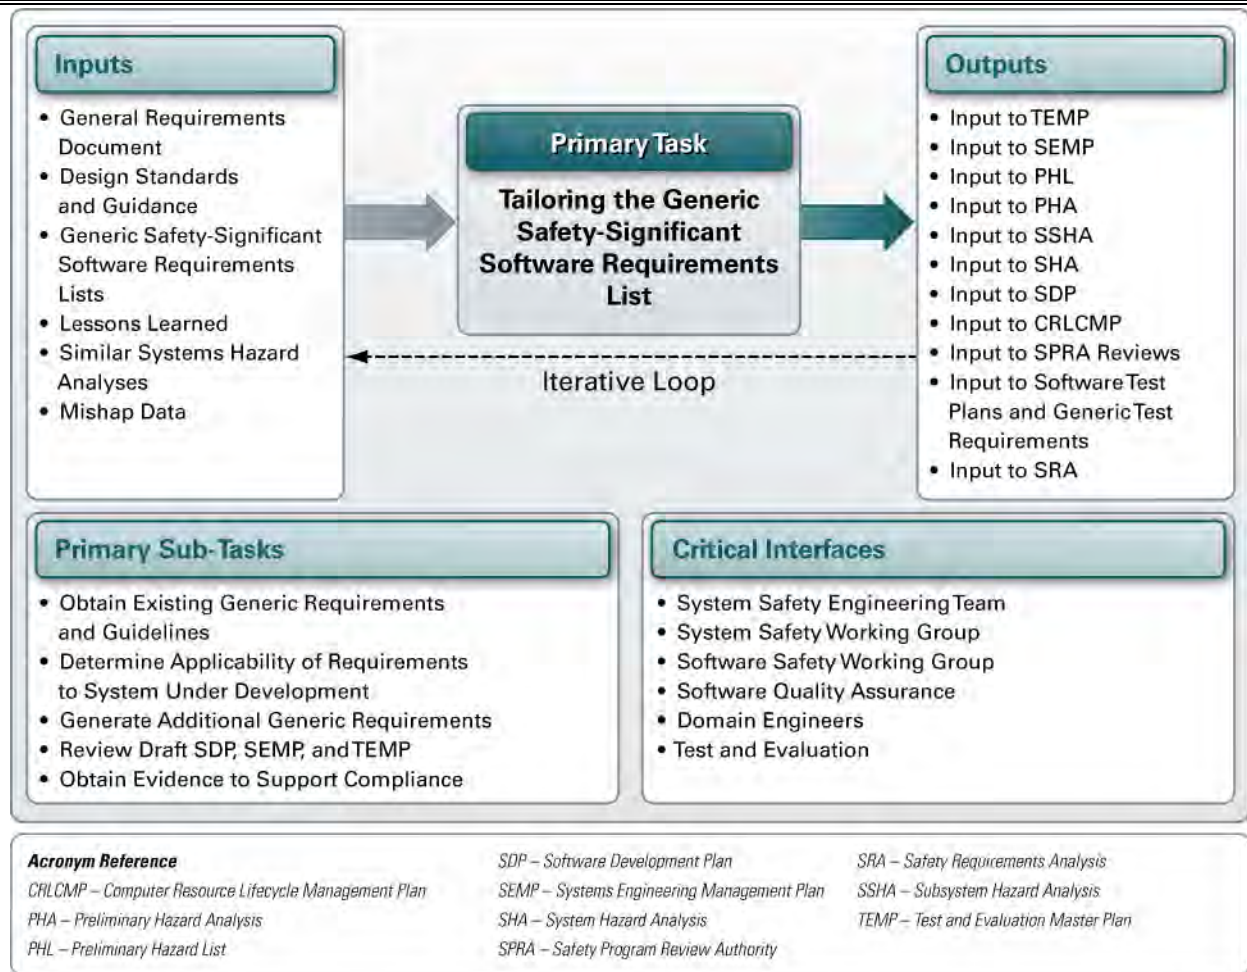 Inputs
• General Requirements
Document
• Design Standards
and Guidance
• Generic Safety-Significant
Software Requirements
Lists
• Lessons Learned
• Similar Systems Hazard
Analyses
• Mishap Data
Primary Task
Tailoring the Generic
Safety-Significant
Software Requirements
List
Iterative Loop
Outputs
• Input to TEMP
• Input to SEMP
• Input to PHL
• Input to PHA
• Input to SSHA
• Input to SHA
• Input to SDP
• Input to CRLCMP
• Input to SPRA Reviews
• Input to Software Test
Plans and Generic Test
Requirements
• Input to SRA
Primary Sub-Tasks
• Obtain Existing Generic Requirements
and Guidelines
• Determine Applicability of Requirements
to System Under Development
• Generate Additional Generic Requirements
• Review Draft SDP, SEMP, and TEMP
• Obtain Evidence to Support Compliance
Critical Interfaces
• System Safety Engineering Team
• System Safety Working Group
• Software Safety Working Group
• Software Quality Assurance
• Domain Engineers
• Test and Evaluation
Acronym Reference
CRLCMP – Computer Resource Lifecycle Management Plan
PHA – Preliminary Hazard Analysis
PHL – Preliminary Hazard List
SDP – Software Development Plan
SEMP – Systems Engineering Management Plan
SHA – System Hazard Analysis
SPRA – Safety Program Review Authority
SRA – Safety Requirements Analysis
SSHA – Subsystem Hazard Analysis
TEMP – Test and Evaluation Master Plan